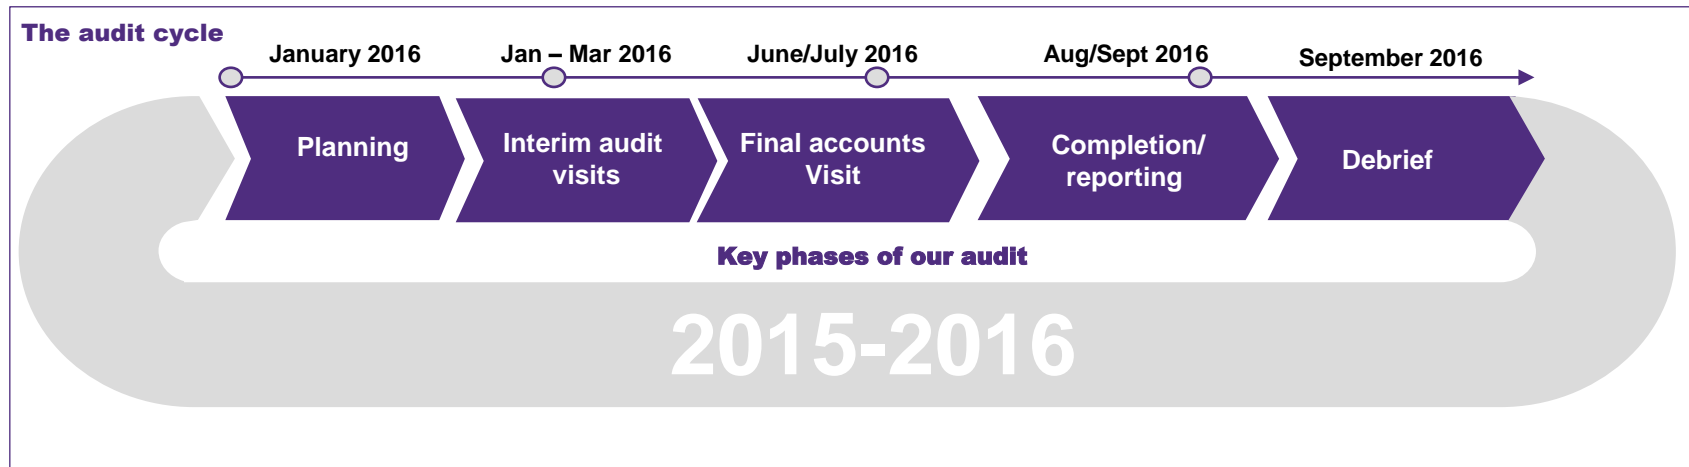 The audit cycle
January 2016
Jan – Mar 2016
June/July 2016
Aug/Sept 2016
September 2016
Planning
Interim audit
visits
Final accounts
Visit
Completion/
reporting
Debrief
Key phases of our audit
2015-2016